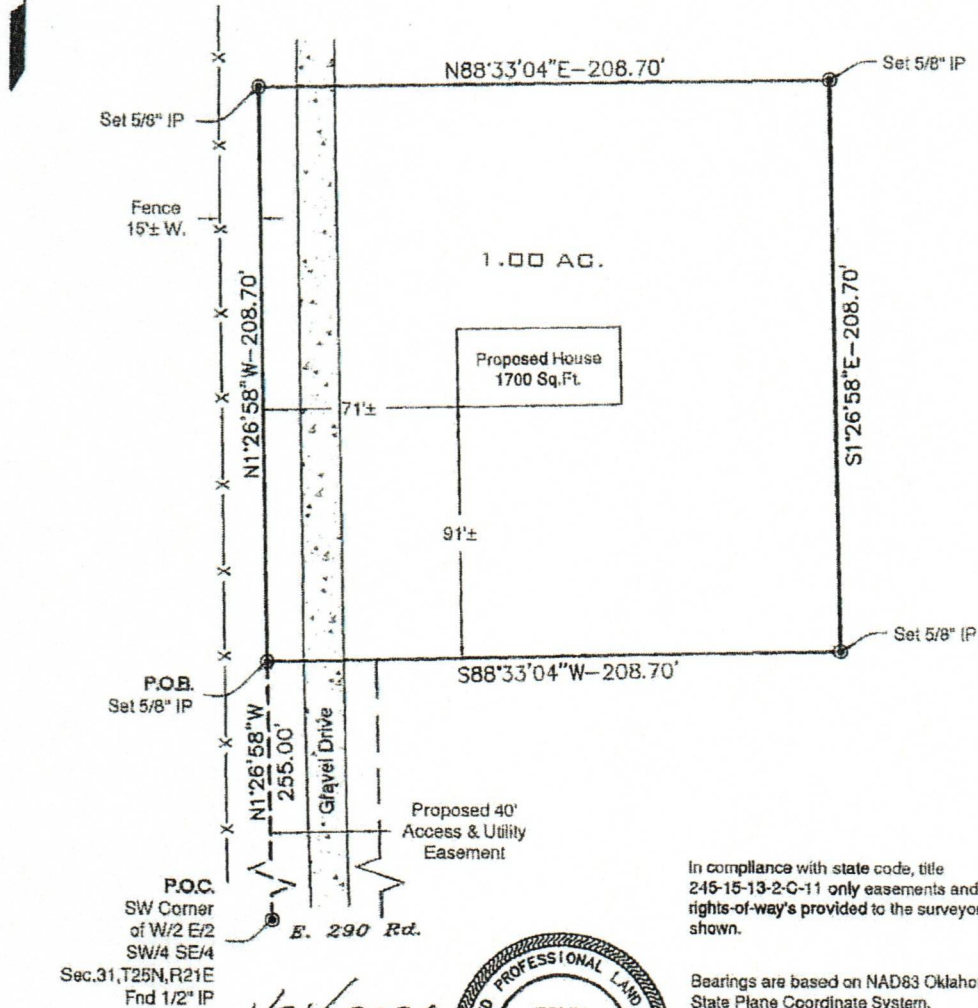 N88°33'04"E-208.70'
Set 5/8" IP
Set 5/8" IP
Fence
15'± W.
1.00 AC.
N1°26'58"W-208.70'
Proposed House
1700 Sq.Ft.
71'±
S1°26'58"E-208.70'
91'±
Set 5/8" IP
S88°33'04"W-208.70'
P.O.B.
Set 5/8" IP
N1°26'58"W
255.00'
Gravel Drive
Proposed 40'
Access & Utility
Easement
P.O.C.
SW Corner
of W/2 E/2
SW/4 SE/4
Sec.31,T25N,R21E
Fnd 1/2" IP
E. 290 Rd.
In compliance with state code, title
245-15-13-2-C-11 only easements and
rights-of-way's provided to the surveyor
shown.
PROFESSIONAL LAND
Bearings are based on NAD83 Oklaho
State Plane Coordinate System.